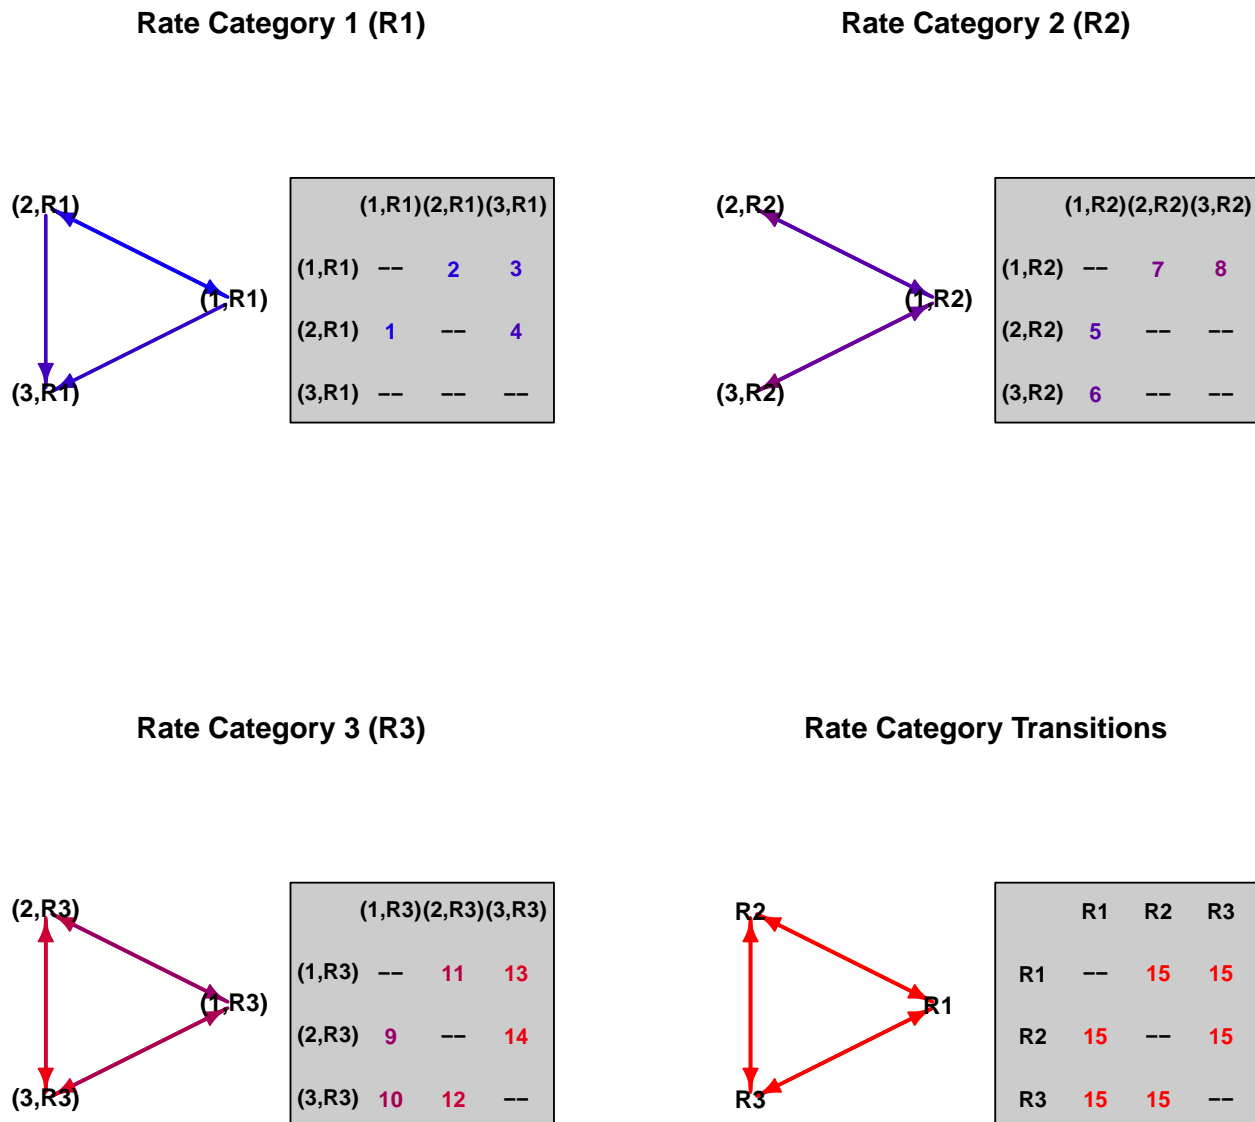 Rate Category 1 (R1)
(2,R1)
(1,R1)
(3,R1)
(1,R1) (2,R1) (3,R1)
(1,R1) –– 2 3
(2,R1) 1 –– 4
(3,R1) –– –– ––
Rate Category 2 (R2)
(2,R2)
(1,R2)
(3,R2)
(1,R2) (2,R2) (3,R2)
(1,R2) –– 7 8
(2,R2) 5 –– ––
(3,R2) 6 –– ––
Rate Category 3 (R3)
(2,R3)
(1,R3)
(3,R3)
(1,R3) (2,R3) (3,R3)
(1,R3) –– 11 13
(2,R3) 9 –– 14
(3,R3) 10 12 ––
Rate Category Transitions
R2
R1
R3
R1 R2 R3
R1 –– 15 15
R2 15 –– 15
R3 15 15 ––